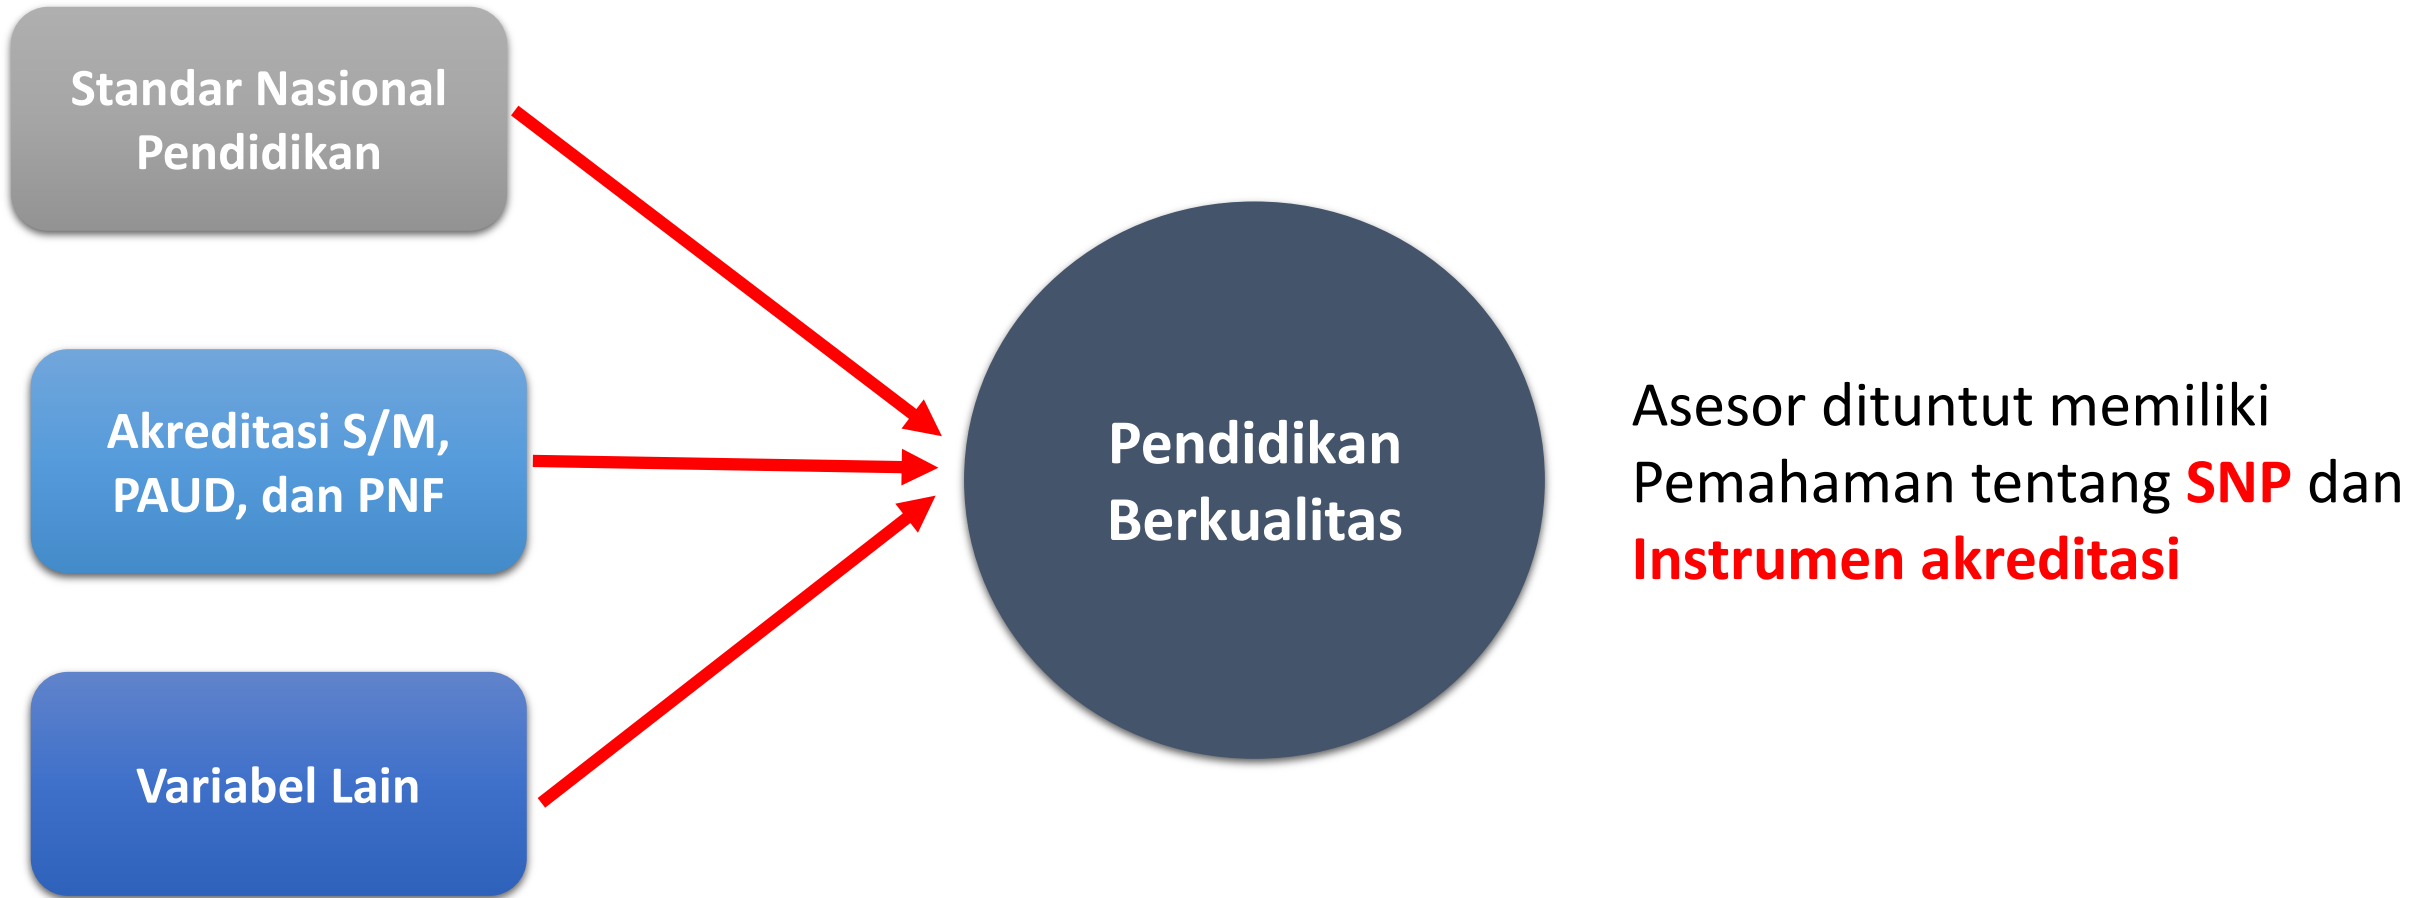 Standar Nasional
Pendidikan
Akreditasi S/M,
PAUD, dan PNF
Variabel Lain
Pendidikan
Berkualitas
Asesor dituntut memiliki
Pemahaman tentang SNP dan
Instrumen akreditasi